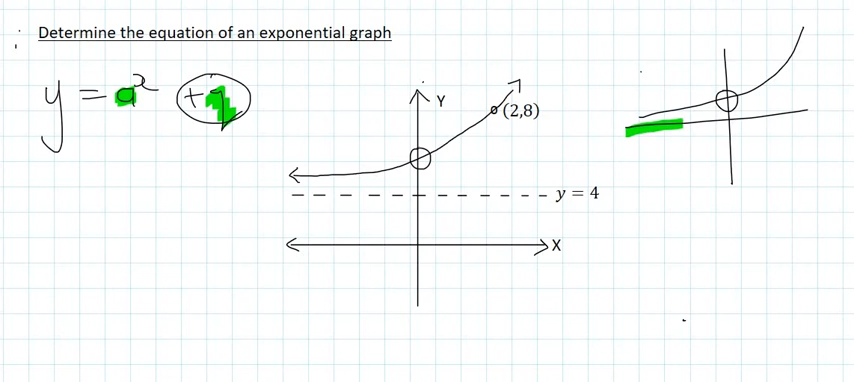 Determine the equation of an exponential graph
y = a^x + q
Y
(2,8)
y = 4
X